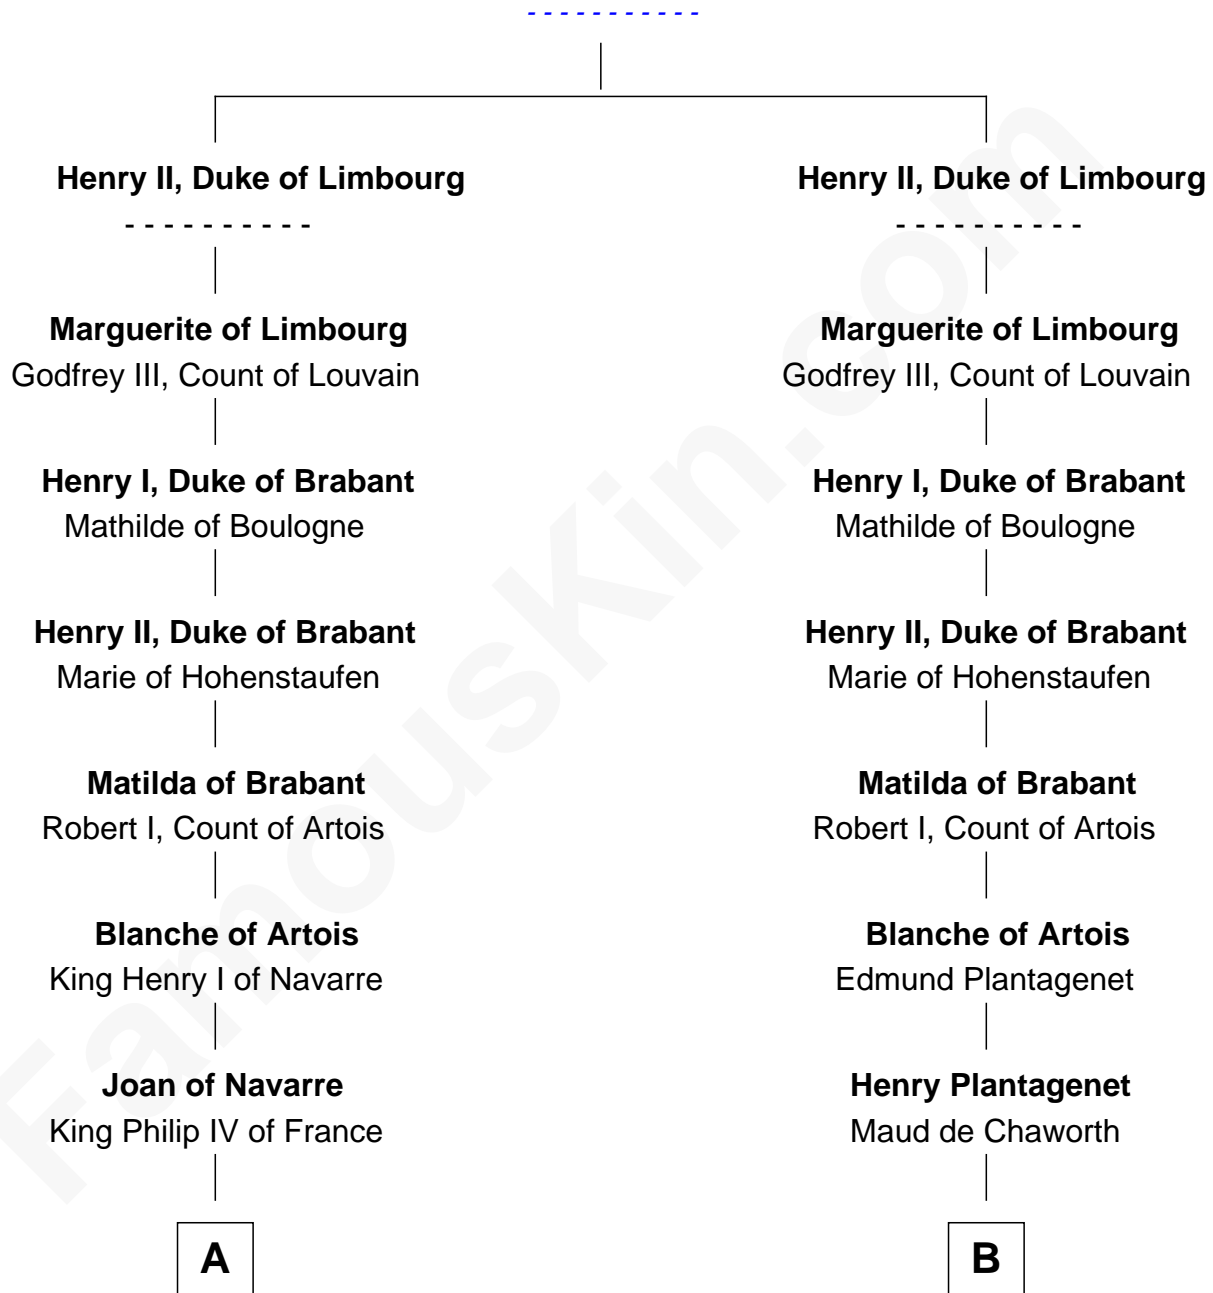 - - - - - - - - - - -
Henry II, Duke of Limbourg
- - - - - - - - - -
Marguerite of Limbourg
Godfrey III, Count of Louvain
Henry I, Duke of Brabant
Mathilde of Boulogne
Henry II, Duke of Brabant
Marie of Hohenstaufen
Matilda of Brabant
Robert I, Count of Artois
Blanche of Artois
King Henry I of Navarre
Joan of Navarre
King Philip IV of France
A
Henry II, Duke of Limbourg
- - - - - - - - - -
Marguerite of Limbourg
Godfrey III, Count of Louvain
Henry I, Duke of Brabant
Mathilde of Boulogne
Henry II, Duke of Brabant
Marie of Hohenstaufen
Matilda of Brabant
Robert I, Count of Artois
Blanche of Artois
Edmund Plantagenet
Henry Plantagenet
Maud de Chaworth
B
FamousKin.com